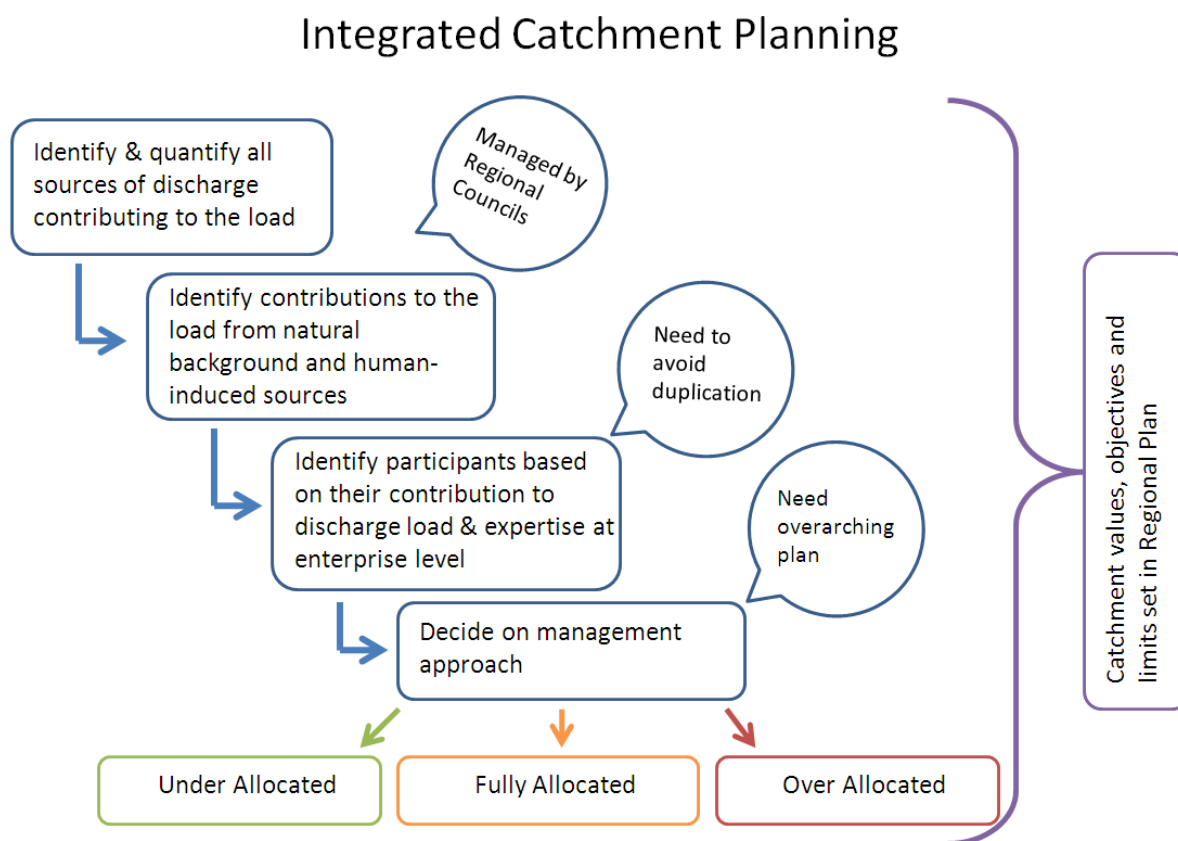 Integrated Catchment Planning
Identify & quantify all
sources of discharge
contributing to the load
Managed by
Regional
Councils
Identify contributions to the
load from natural
background and human-
induced sources
Need to
avoid
duplication
Identify participants based
on their contribution to
discharge load & expertise at
enterprise level
Need
overarching
plan
Decide on management
approach
Under Allocated
Fully Allocated
Over Allocated
Catchment values, objectives and
limits set in Regional Plan